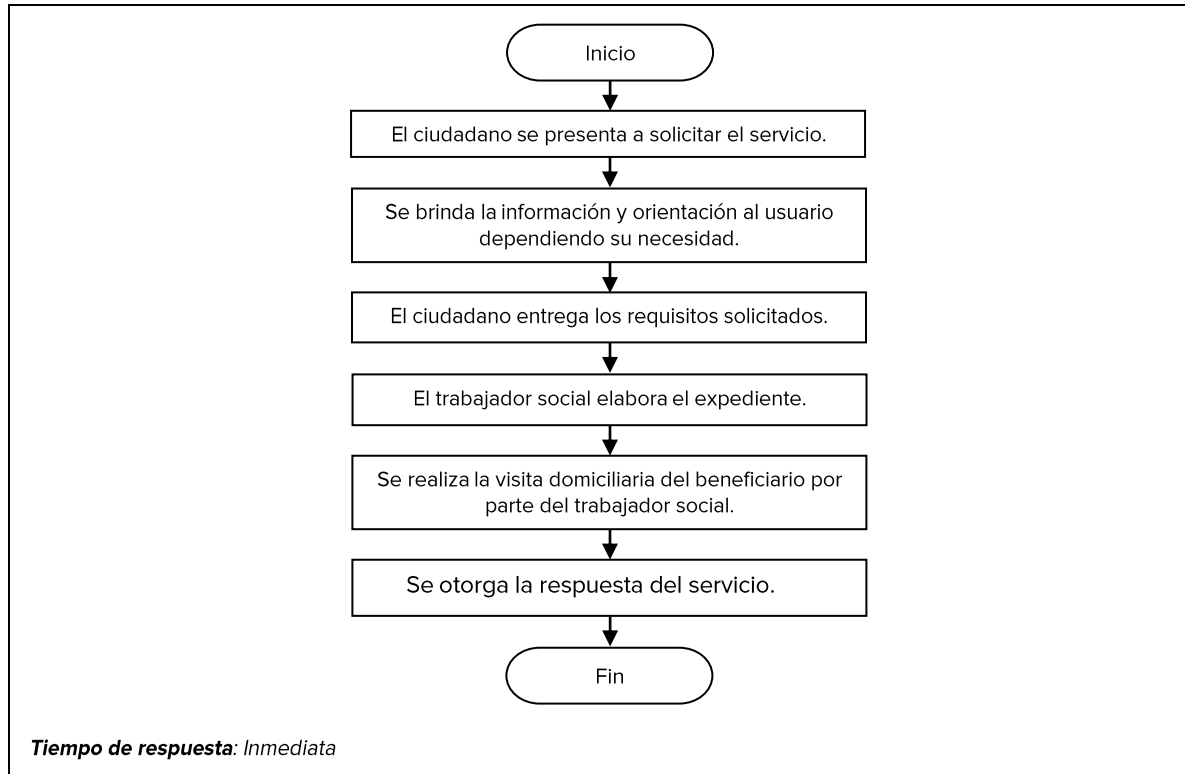 Inicio
El ciudadano se presenta a solicitar el servicio.
Se brinda la información y orientación al usuario
dependiendo su necesidad.
El ciudadano entrega los requisitos solicitados.
El trabajador social elabora el expediente.
Se realiza la visita domiciliaria del beneficiario por
parte del trabajador social.
Se otorga la respuesta del servicio.
Fin
Tiempo de respuesta: Inmediata